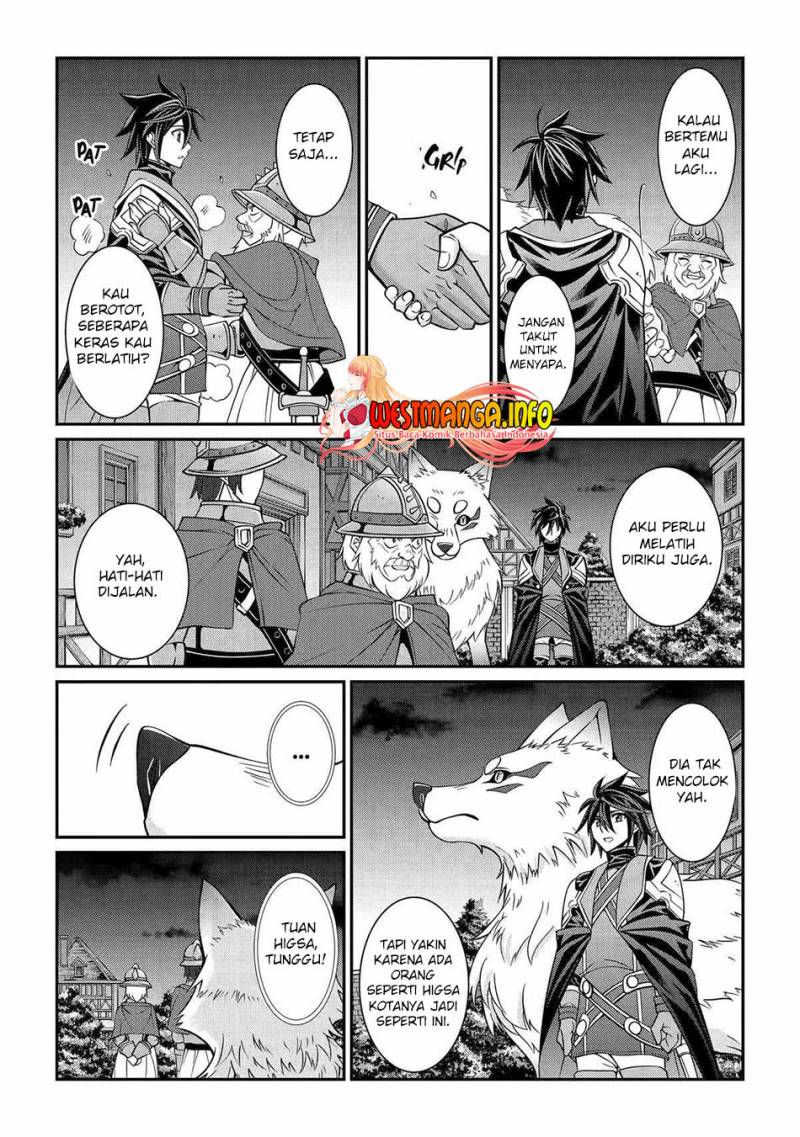 KALAU
BERTEMU
AKU
LAGI...
JANGAN
TAKUT
UNTUK
MENYAPA.
GRIP
TETAP
SAJA...
PAT
PAT
KAU
BEROTOT,
SEBERAPA
KERAS KAU
BERLATIH?
WESTMANGA.INFO
Situs Baca Komik Berbahasa Indonesia
AKU PERLU
MELATIH
DIRIKU JUGA.
YAH,
HATI-HATI
DIJALAN.
DIA TAK
MENCOLOK
YAH.
TAPI YAKIN
KARENA ADA
ORANG
SEPERTI HIGSA
KOTANYA JADI
SEPERTI INI.
...
TUAN
HIGSA,
TUNGGU!